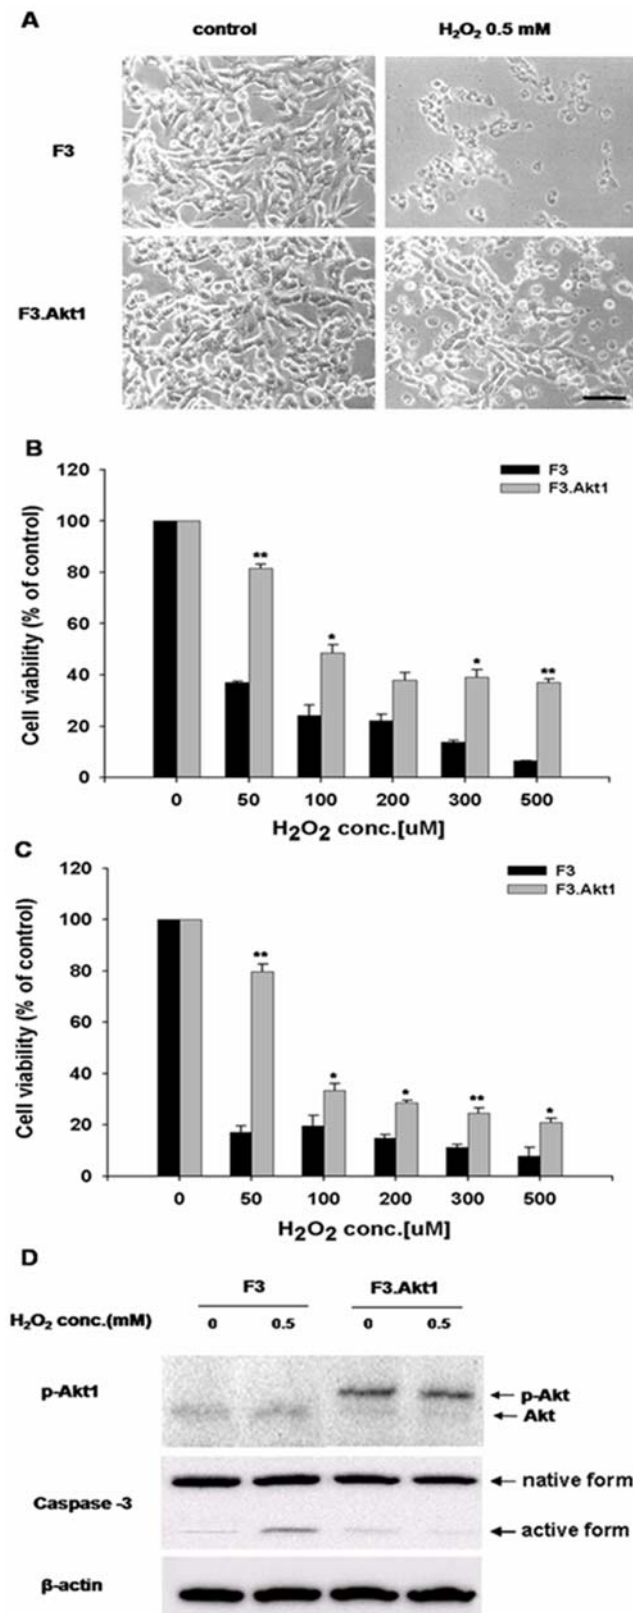 A
control H₂O₂ 0.5 mM
F3
F3.Akt1
B
Cell viability (% of control)
120
100
80
60
40
20
0
F3
F3.Akt1
**
*
*
**
0 50 100 200 300 500
H₂O₂ conc.[uM]
C
Cell viability (% of control)
120
100
80
60
40
20
0
F3
F3.Akt1
**
*
*
**
*
0 50 100 200 300 500
H₂O₂ conc.[uM]
D
F3 F3.Akt1
H₂O₂ conc.(mM) 0 0.5 0 0.5
p-Akt1
p-Akt
Akt
Caspase -3
native form
active form
β-actin